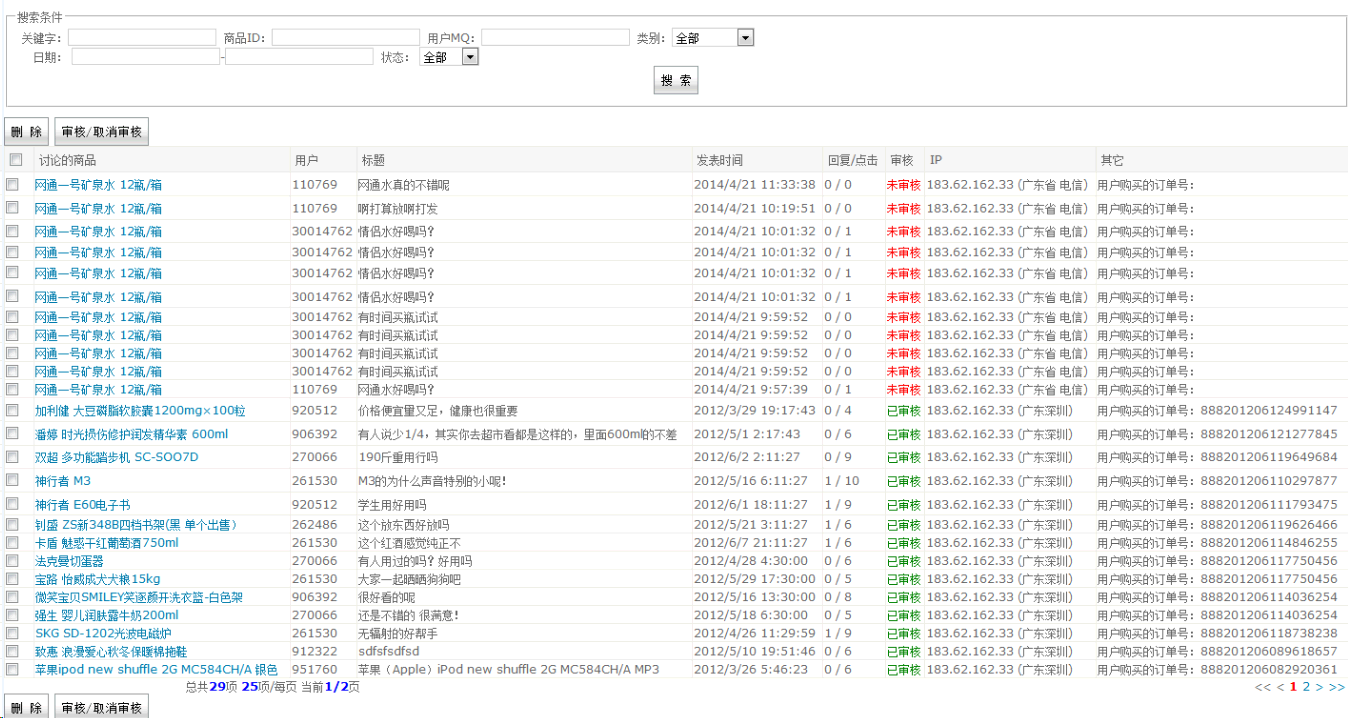 搜索条件
关键字: 商品ID: 用户MQ: 类别: 全部
日期: - 状态: 全部
搜 索
删 除 审核/取消审核
讨论的商品 用户 标题 发表时间 回复/点击 审核 IP 其它
网通一号矿泉水 12瓶/箱 110769 网通水真的不错呢 2014/4/21 11:33:38 0 / 0 未审核 183.62.162.33 (广东省 电信) 用户购买的订单号:
网通一号矿泉水 12瓶/箱 110769 啊打算放啊打发 2014/4/21 10:19:51 0 / 0 未审核 183.62.162.33 (广东省 电信) 用户购买的订单号:
网通一号矿泉水 12瓶/箱 30014762 情侣水好喝吗? 2014/4/21 10:01:32 0 / 1 未审核 183.62.162.33 (广东省 电信) 用户购买的订单号:
网通一号矿泉水 12瓶/箱 30014762 情侣水好喝吗? 2014/4/21 10:01:32 0 / 1 未审核 183.62.162.33 (广东省 电信) 用户购买的订单号:
网通一号矿泉水 12瓶/箱 30014762 情侣水好喝吗? 2014/4/21 10:01:32 0 / 1 未审核 183.62.162.33 (广东省 电信) 用户购买的订单号:
网通一号矿泉水 12瓶/箱 30014762 情侣水好喝吗? 2014/4/21 10:01:32 0 / 1 未审核 183.62.162.33 (广东省 电信) 用户购买的订单号:
网通一号矿泉水 12瓶/箱 30014762 有时间买瓶试试 2014/4/21 9:59:52 0 / 0 未审核 183.62.162.33 (广东省 电信) 用户购买的订单号:
网通一号矿泉水 12瓶/箱 30014762 有时间买瓶试试 2014/4/21 9:59:52 0 / 0 未审核 183.62.162.33 (广东省 电信) 用户购买的订单号:
网通一号矿泉水 12瓶/箱 30014762 有时间买瓶试试 2014/4/21 9:59:52 0 / 0 未审核 183.62.162.33 (广东省 电信) 用户购买的订单号:
网通一号矿泉水 12瓶/箱 30014762 有时间买瓶试试 2014/4/21 9:59:52 0 / 0 未审核 183.62.162.33 (广东省 电信) 用户购买的订单号:
网通一号矿泉水 12瓶/箱 110769 网通水好喝吗? 2014/4/21 9:57:39 0 / 1 未审核 183.62.162.33 (广东省 电信) 用户购买的订单号:
加利健 大豆磷脂软胶囊1200mg×100粒 920512 价格便宜量又足，健康也很重要 2012/3/29 19:17:43 0 / 4 已审核 183.62.162.33 (广东深圳) 用户购买的订单号: 888201206124991147
潘婷 时光损伤修护润发精华素 600ml 906392 有人说少1/4，其实你去超市看都是这样的，里面600ml的不差 2012/5/1 2:17:43 0 / 6 已审核 183.62.162.33 (广东深圳) 用户购买的订单号: 888201206121277845
双超 多功能踏步机 SC-SOO7D 270066 190斤重用行吗 2012/6/2 2:11:27 0 / 9 已审核 183.62.162.33 (广东深圳) 用户购买的订单号: 888201206119649684
神行者 M3 261530 M3的为什么声音特别的小呢! 2012/5/16 6:11:27 1 / 10 已审核 183.62.162.33 (广东深圳) 用户购买的订单号: 888201206110297877
神行者 E60电子书 920512 学生用好用吗 2012/6/1 18:11:27 1 / 9 已审核 183.62.162.33 (广东深圳) 用户购买的订单号: 888201206111793475
钊盛 ZS新348B四档书架(黑 单个出售) 262486 这个放东西好放吗 2012/5/21 3:11:27 1 / 6 已审核 183.62.162.33 (广东深圳) 用户购买的订单号: 888201206119626466
卡盾 魅惑干红葡萄酒750ml 261530 这个红酒感觉纯正不 2012/6/7 21:11:27 1 / 6 已审核 183.62.162.33 (广东深圳) 用户购买的订单号: 888201206114846255
法克曼切蛋器 270066 有人用过的吗? 好用吗 2012/4/28 4:30:00 0 / 6 已审核 183.62.162.33 (广东深圳) 用户购买的订单号: 888201206117750456
宝路 怡威成犬犬粮15kg 261530 大家一起晒晒狗狗吧 2012/5/29 17:30:00 0 / 5 已审核 183.62.162.33 (广东深圳) 用户购买的订单号: 888201206117750456
微笑宝贝SMILEY笑逐颜开洗衣篮-白色架 906392 很好看的呢 2012/5/16 13:30:00 0 / 8 已审核 183.62.162.33 (广东深圳) 用户购买的订单号: 888201206114036254
强生 婴儿润肤露牛奶200ml 270066 还是不错的 很满意! 2012/5/18 6:30:00 0 / 5 已审核 183.62.162.33 (广东深圳) 用户购买的订单号: 888201206114036254
SKG SD-1202光波电磁炉 261530 无辐射的好帮手 2012/4/26 11:29:59 1 / 9 已审核 183.62.162.33 (广东深圳) 用户购买的订单号: 888201206118738238
致惠 浪漫爱心秋冬保暖棉拖鞋 912322 sdfsfsdfsd 2012/5/10 19:51:46 0 / 6 已审核 183.62.162.33 (广东深圳) 用户购买的订单号: 888201206089618657
苹果ipod new shuffle 2G MC584CH/A 银色 951760 苹果（Apple）iPod new shuffle 2G MC584CH/A MP3 2012/3/26 5:46:23 0 / 6 已审核 183.62.162.33 (广东深圳) 用户购买的订单号: 888201206082920361
总共29项 25项/每页 当前1/2页 << < 1 2 > >>
删 除 审核/取消审核